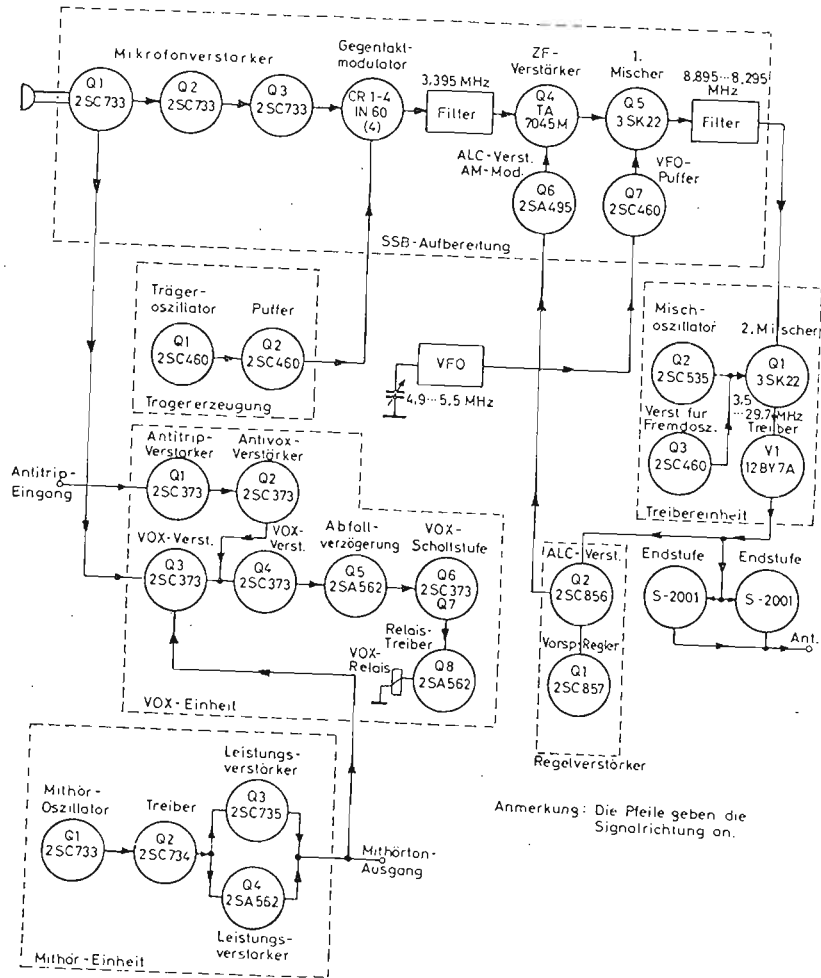 Mikrofonverstärker
Gegentakt-
modulator
ZF-
Verstärker
1.
Mischer
3,395 MHz
8,895···8,295
MHz
Q1
2SC733
Q2
2SC733
Q3
2SC733
CR 1-4
IN 60
(4)
Filter
Q4
TA
7045M
Q5
3SK22
Filter
ALC-Verst.
AM-Mod.
Q6
2SA495
VFO-
Puffer
Q7
2SC460
SSB-Aufbereitung
Träger-
oszillator
Puffer
Q1
2SC460
Q2
2SC460
Trägererzeugung
VFO
4,9···5,5 MHz
Misch-
oszillator
2. Mischer
Q2
2SC535
Q1
3SK22
3,5
···29,7 MHz
Verst für
Fremdosz.
Treiber
Q3
2SC460
V1
12BY7A
Treibereinheit
Antitrip-
Verstärker
Antivox-
Verstärker
Antitrip-
Eingang
Q1
2SC373
Q2
2SC373
VOX-Verst.
VOX-
Verst.
Abfall-
verzögerung
VOX-
Schaltstufe
Q3
2SC373
Q4
2SC373
Q5
2SA562
Q6
2SC373
Q7
Relais-
Treiber
VOX-
Relais
Q8
2SA562
VOX-Einheit
ALC-Verst.
Q2
2SC856
Vorsp-Regler
Q1
2SC857
Regelverstärker
Endstufe
Endstufe
S-2001
S-2001
Ant.
Mithör-
Oszillator
Treiber
Leistungs-
verstärker
Q1
2SC733
Q2
2SC734
Q3
2SC735
Q4
2SA562
Leistungs-
verstärker
Mithörton-
Ausgang
Mithör-Einheit
Anmerkung: Die Pfeile geben die
Signalrichtung an.